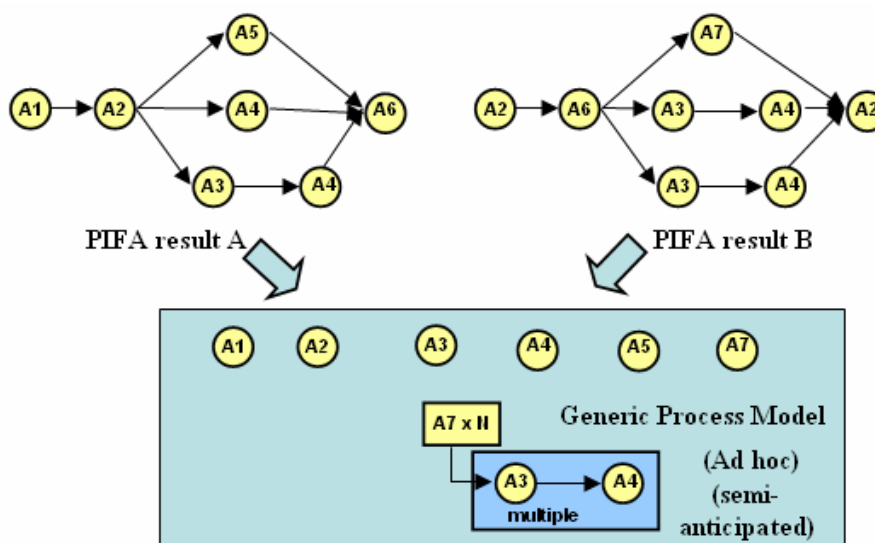 A5
A7
A1 A2 A4 A6
A2 A6 A3 A4 A2
A3 A4
A3 A4
PIFA result A
PIFA result B
A1 A2 A3 A4 A5 A7
A7 x N
Generic Process Model
(Ad hoc)
A3 A4
(semi-
multiple
anticipated)